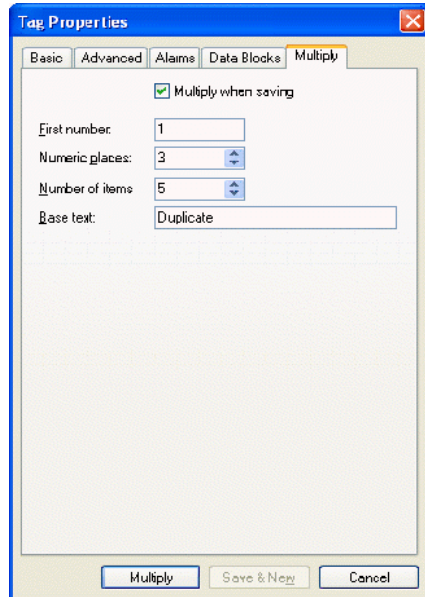 Tag Properties
Basic Advanced Alarms Data Blocks Multiply
Multiply when saving
First number: 1
Numeric places: 3
Number of items 5
Base text: Duplicate
Multiply Save & New Cancel